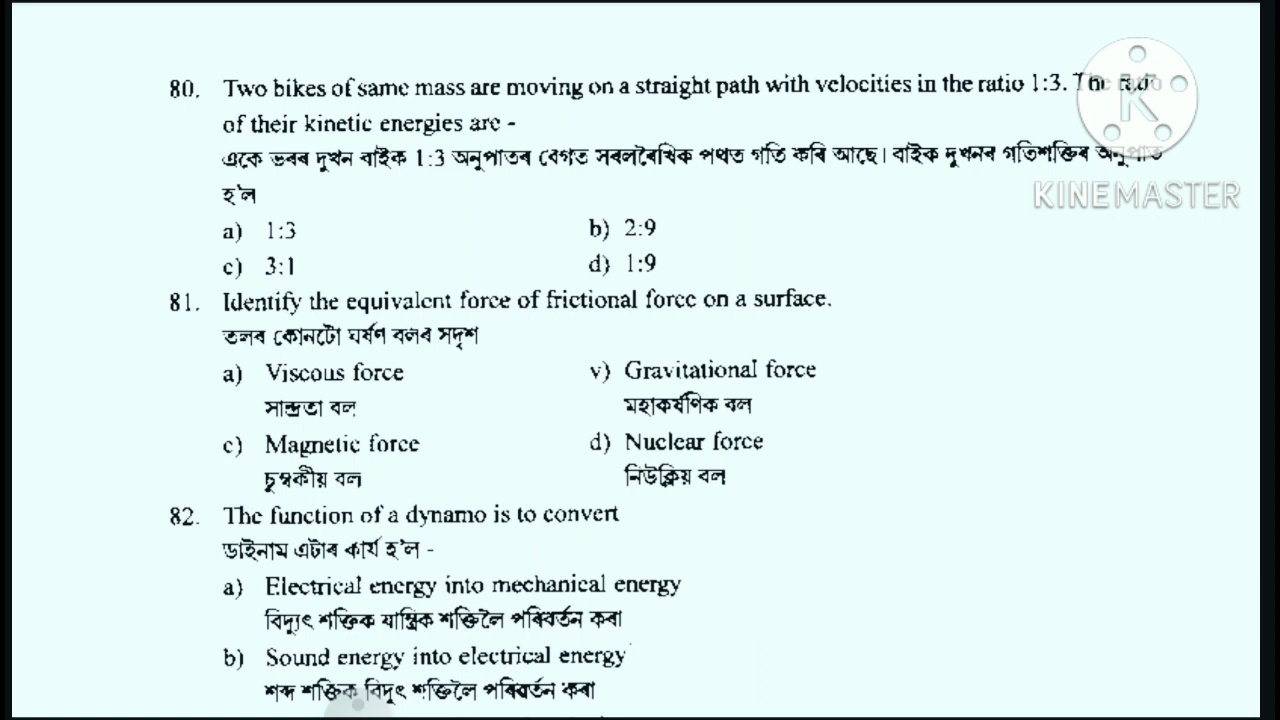 80. Two bikes of same mass are moving on a straight path with velocities in the ratio 1:3. The ratio
of their kinetic energies are -
একে ভৰৰ দুখন বাইক 1:3 অনুপাতৰ বেগত সৰলৰৈখিক পথত গতি কৰি আছে। বাইক দুখনৰ গতিশক্তিৰ অনুপাত
হ'ল
KINEMASTER
a) 1:3 b) 2:9
c) 3:1 d) 1:9
81. Identify the equivalent force of frictional force on a surface.
তলৰ কোনটো ঘৰ্ষণ বলৰ সদৃশ
a) Viscous force v) Gravitational force
সান্দ্ৰতা বল মহাকৰ্ষণিক বল
c) Magnetic force d) Nuclear force
চুম্বকীয় বল নিউক্লিয় বল
82. The function of a dynamo is to convert
ডাইনাম এটাৰ কাৰ্য হ'ল -
a) Electrical energy into mechanical energy
বিদ্যুৎ শক্তিক যান্ত্ৰিক শক্তিলৈ পৰিবৰ্তন কৰা
b) Sound energy into electrical energy
শব্দ শক্তিক বিদুৎ শক্তিলৈ পৰিবৰ্তন কৰা